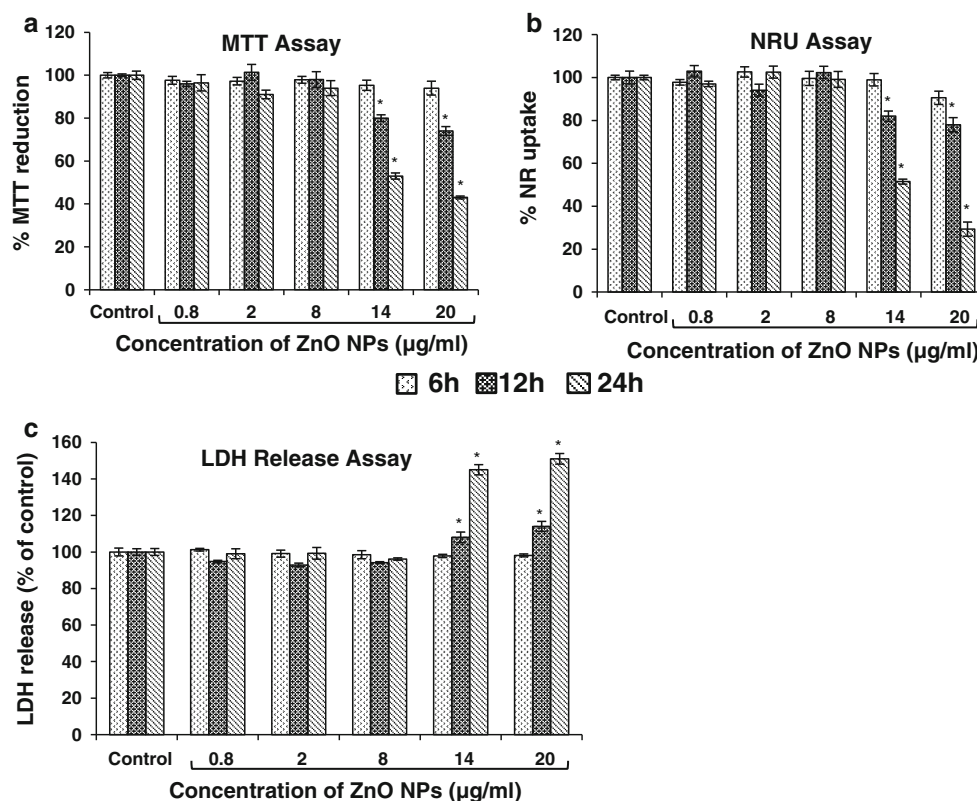 a
MTT Assay
% MTT reduction
120
100
80
60
40
20
0
Control 0.8 2 8 14 20
* * * *
Concentration of ZnO NPs (µg/ml)
b
NRU Assay
% NR uptake
120
100
80
60
40
20
0
Control 0.8 2 8 14 20
* * * *
Concentration of ZnO NPs (µg/ml)
6h 12h 24h
c
LDH Release Assay
LDH release (% of control)
160
140
120
100
80
60
40
20
0
Control 0.8 2 8 14 20
* * * *
Concentration of ZnO NPs (µg/ml)